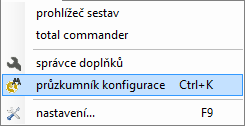 prohlížeč sestav
total commander
správce doplňků
průzkumník konfigurace Ctrl+K
nastavení... F9